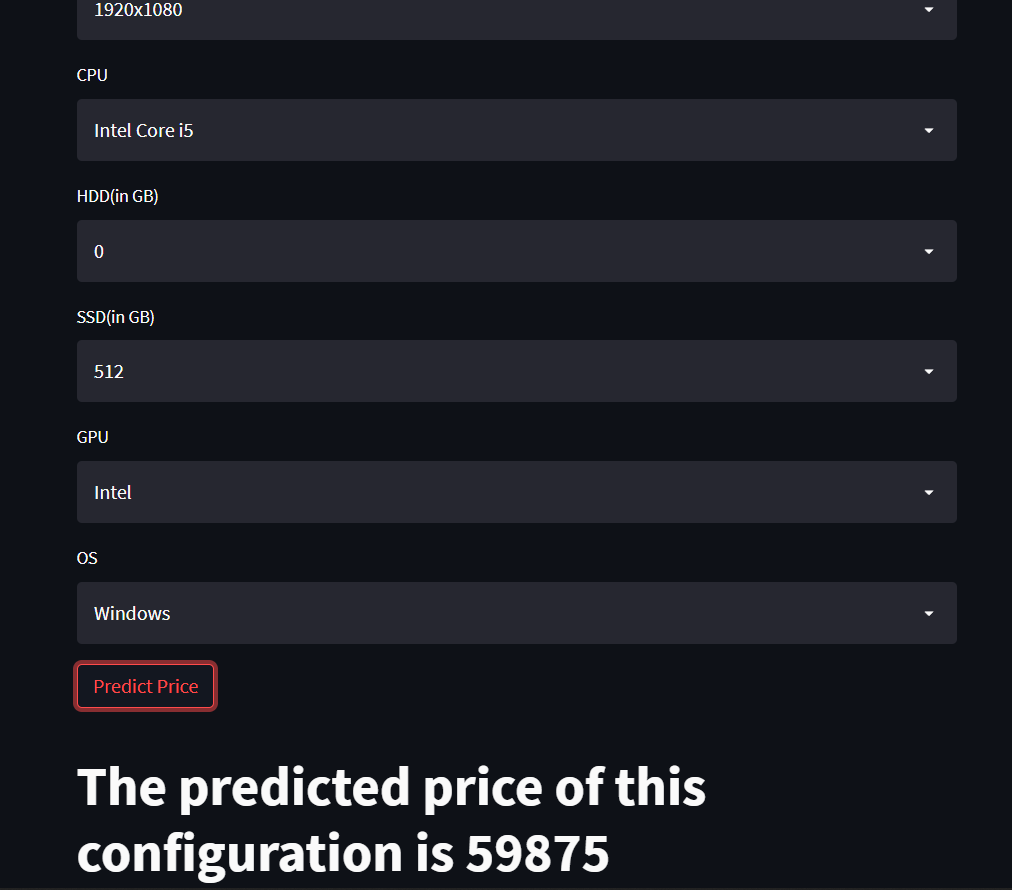 1920x1080
CPU
Intel Core i5
HDD(in GB)
0
SSD(in GB)
512
GPU
Intel
OS
Windows
Predict Price
The predicted price of this
configuration is 59875